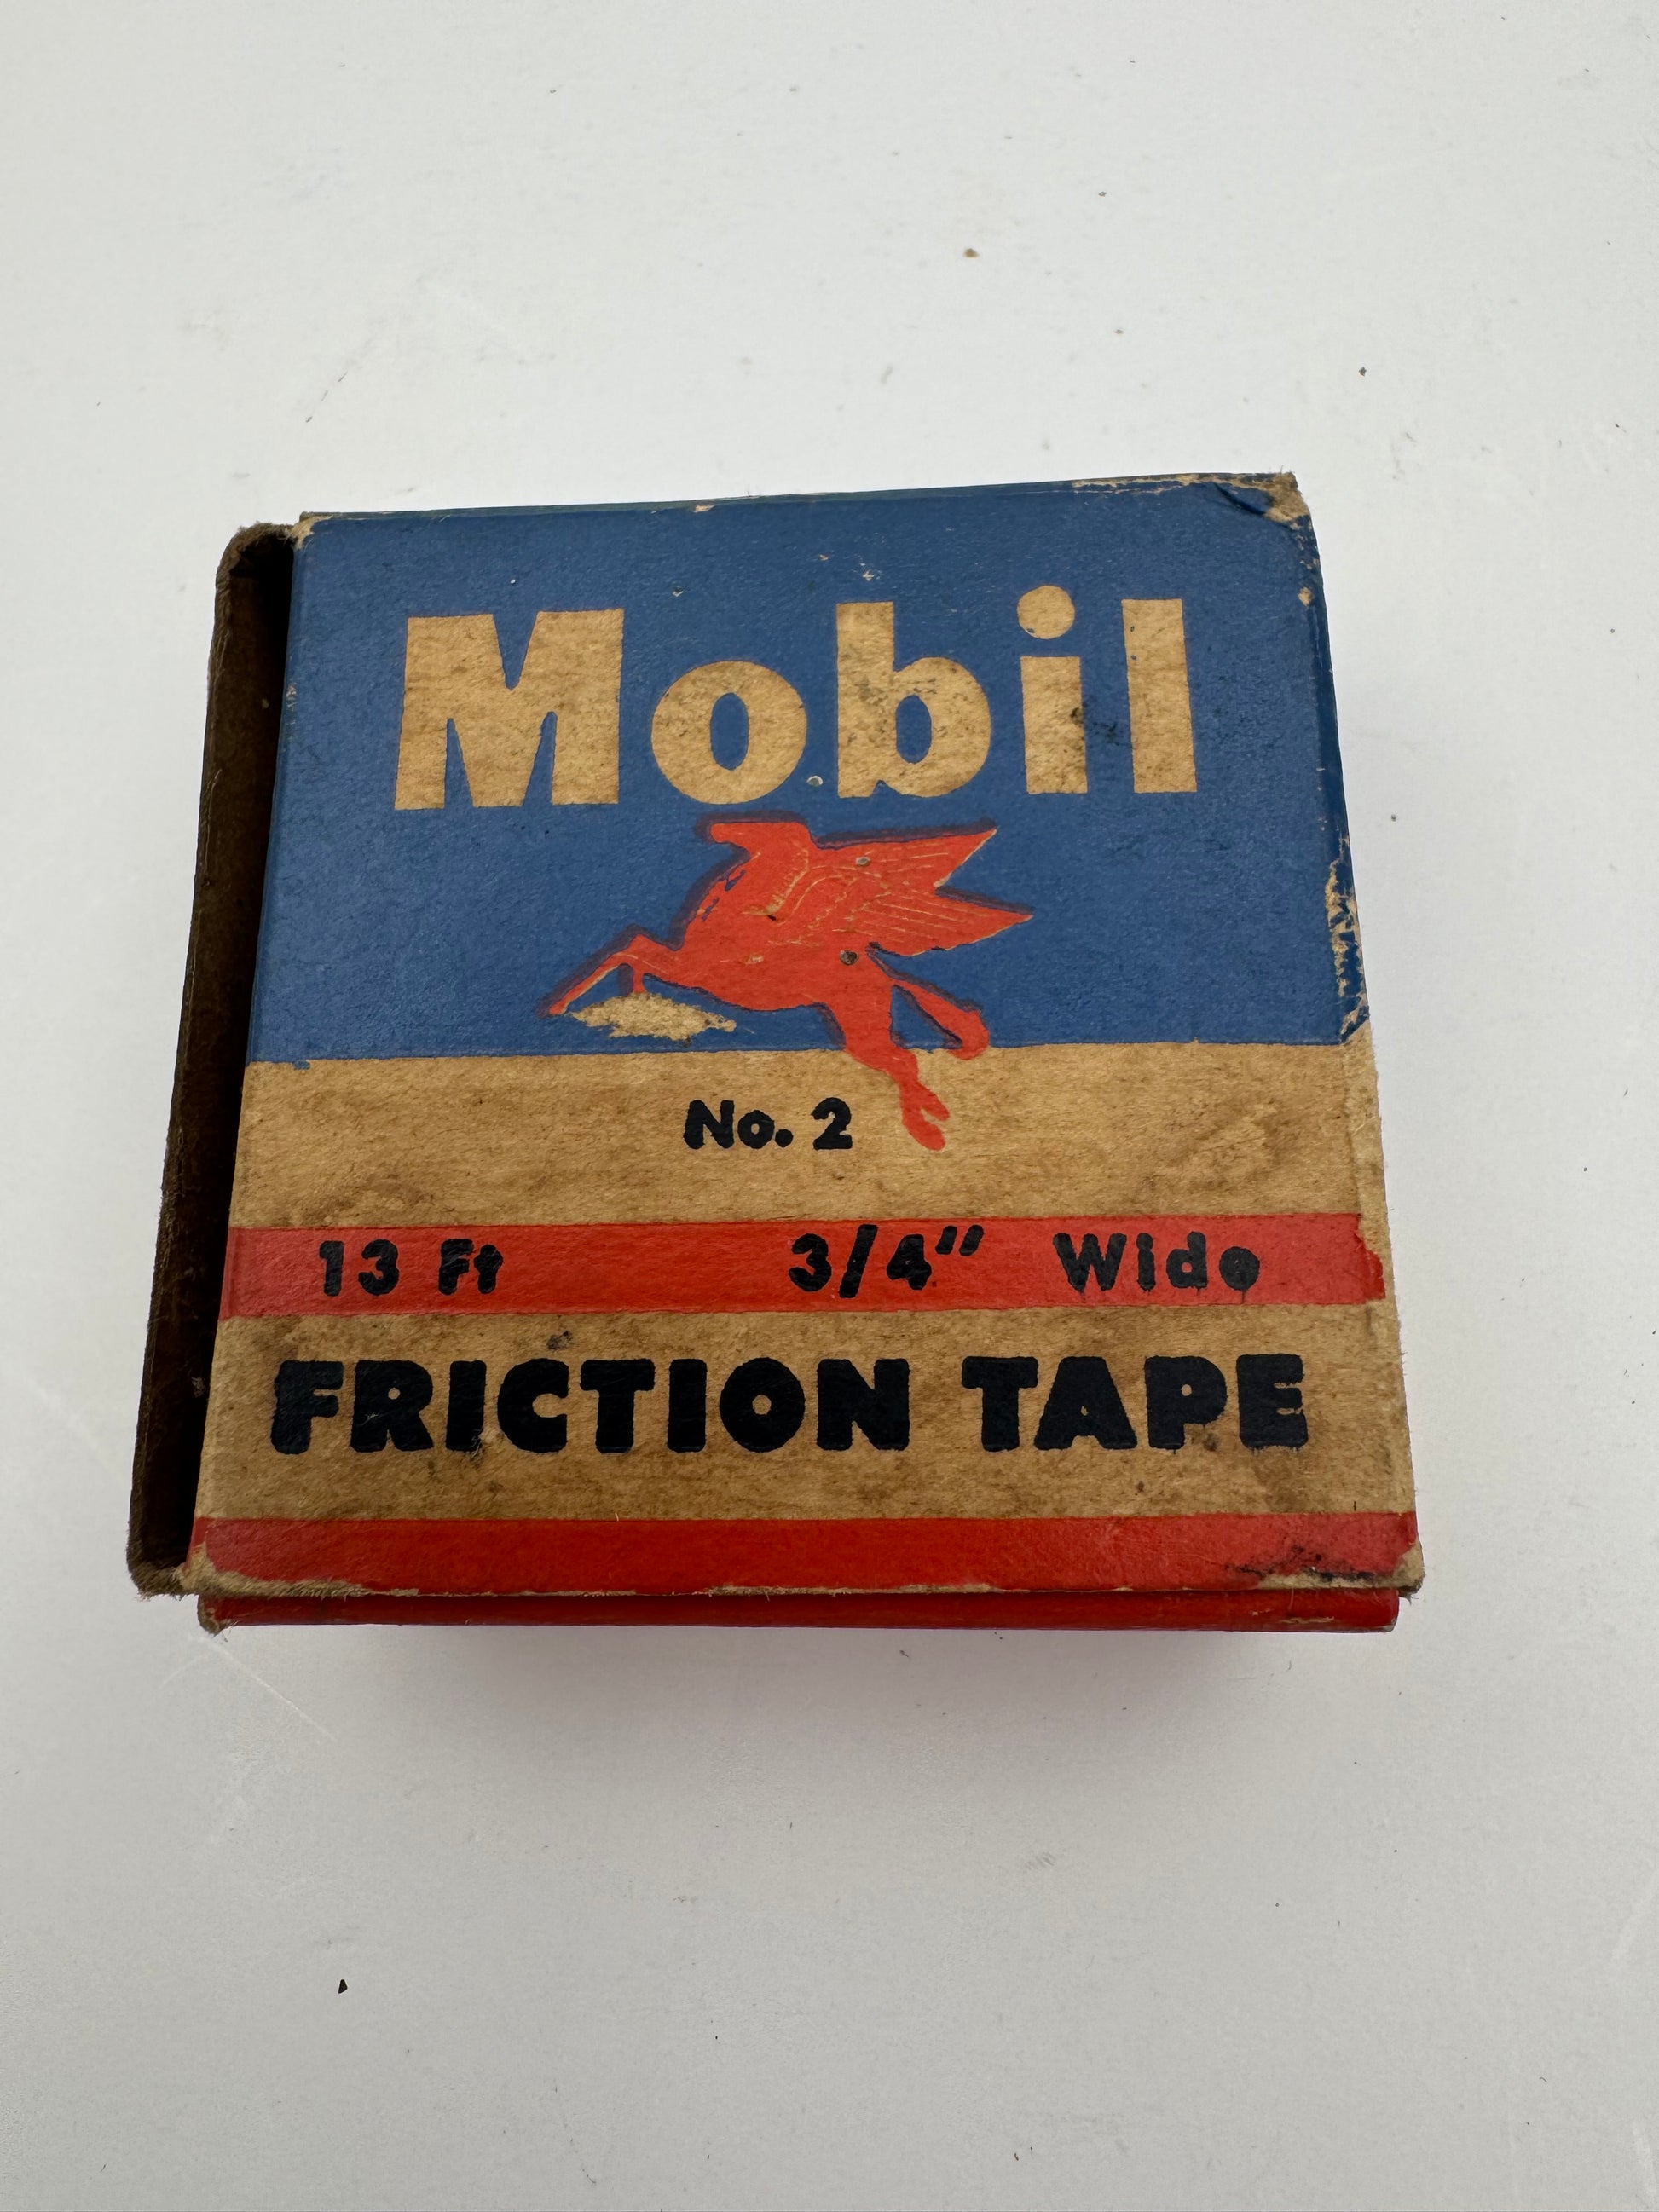 Mobil
No. 2
13 Ft 3/4" Wide
FRICTION TAPE